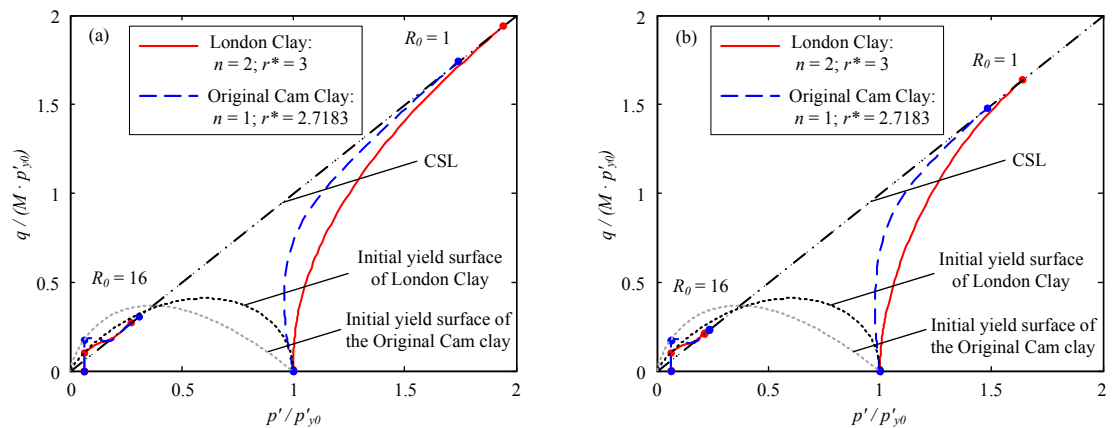 (a)
London Clay:
n = 2; r* = 3
Original Cam Clay:
n = 1; r* = 2.7183
R0 = 1
CSL
Initial yield surface
of London Clay
R0 = 16
Initial yield surface of
the Original Cam clay
q / (M · p'y0)
2
1.5
1
0.5
0
0 0.5 1 1.5 2
p' / p'y0
(b)
London Clay:
n = 2; r* = 3
Original Cam Clay:
n = 1; r* = 2.7183
R0 = 1
CSL
Initial yield surface
of London Clay
R0 = 16
Initial yield surface of
the Original Cam clay
q / (M · p'y0)
2
1.5
1
0.5
0
0 0.5 1 1.5 2
p' / p'y0